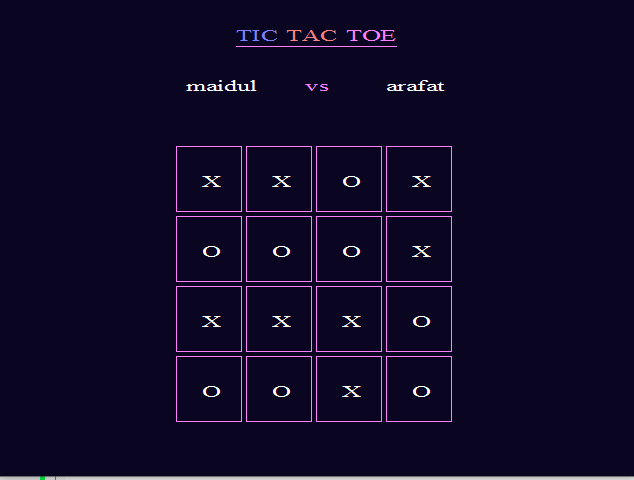 TIC TAC TOE
maidul vs arafat
X X O X
O O O X
X X X O
O O X O